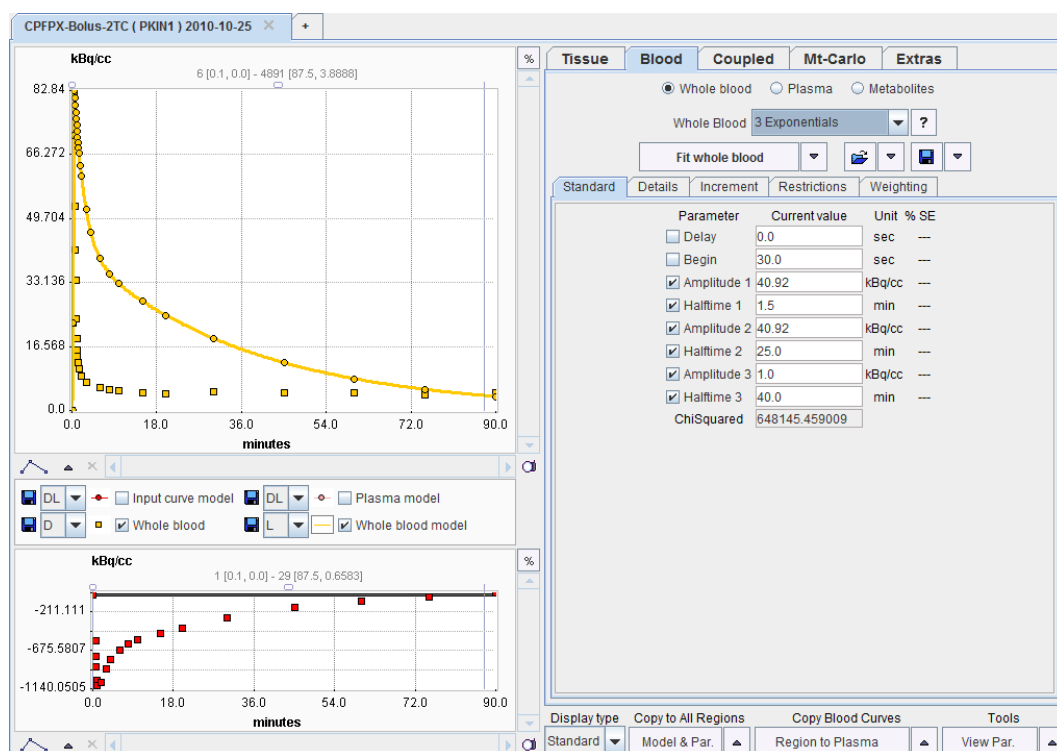 CPFPX-Bolus-2TC ( PKIN1 ) 2010-10-25
+
kBq/cc
%
6 [0.1, 0.0] - 4891 [87.5, 3.8888]
82.84
66.272
49.704
33.136
16.568
0.0
0.0 18.0 36.0 54.0 72.0 90.0
minutes
DL Input curve model DL Plasma model
D Whole blood L Whole blood model
kBq/cc
%
1 [0.1, 0.0] - 29 [87.5, 0.6583]
-211.111
-675.5807
-1140.0505
0.0 18.0 36.0 54.0 72.0 90.0
minutes
Tissue Blood Coupled Mt-Carlo Extras
Whole blood Plasma Metabolites
Whole Blood 3 Exponentials ?
Fit whole blood
Standard Details Increment Restrictions Weighting
Parameter Current value Unit % SE
Delay 0.0 sec ---
Begin 30.0 sec ---
Amplitude 1 40.92 kBq/cc ---
Halftime 1 1.5 min ---
Amplitude 2 40.92 kBq/cc ---
Halftime 2 25.0 min ---
Amplitude 3 1.0 kBq/cc ---
Halftime 3 40.0 min ---
ChiSquared 648145.459009
Display type Copy to All Regions Copy Blood Curves Tools
Standard Model & Par. Region to Plasma View Par.